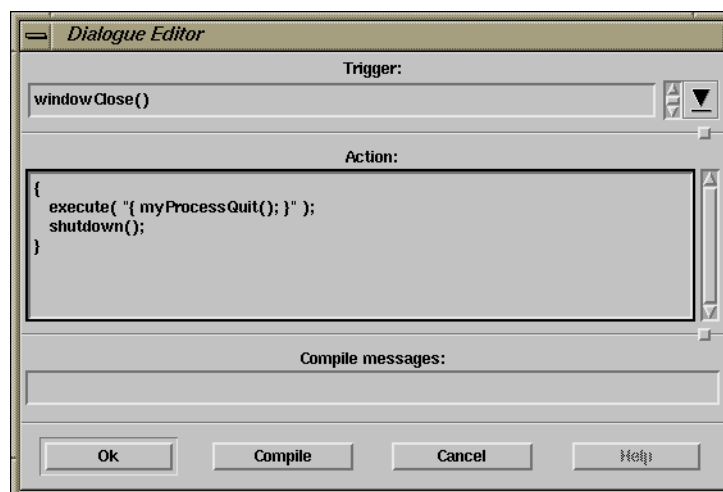 Dialogue Editor
Trigger:
windowClose()
Action:
{
  execute( "{ myProcessQuit(); }" );
  shutdown();
}
Compile messages:
Ok Compile Cancel Help